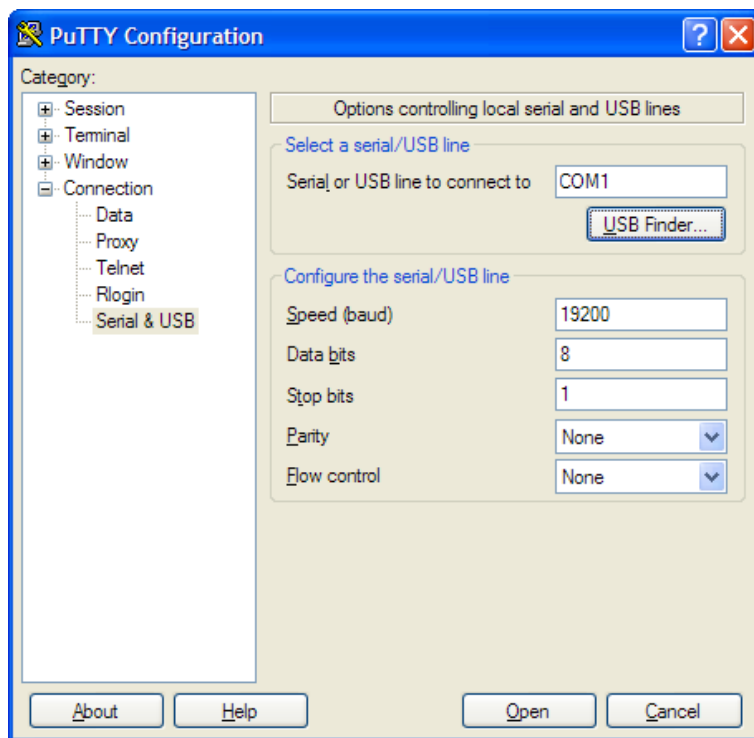 PuTTY Configuration
Category:
Session
Terminal
Window
Connection
Data
Proxy
Telnet
Rlogin
Serial & USB
Options controlling local serial and USB lines
Select a serial/USB line
Serial or USB line to connect to COM1
USB Finder...
Configure the serial/USB line
Speed (baud) 19200
Data bits 8
Stop bits 1
Parity None
Flow control None
About Help Open Cancel